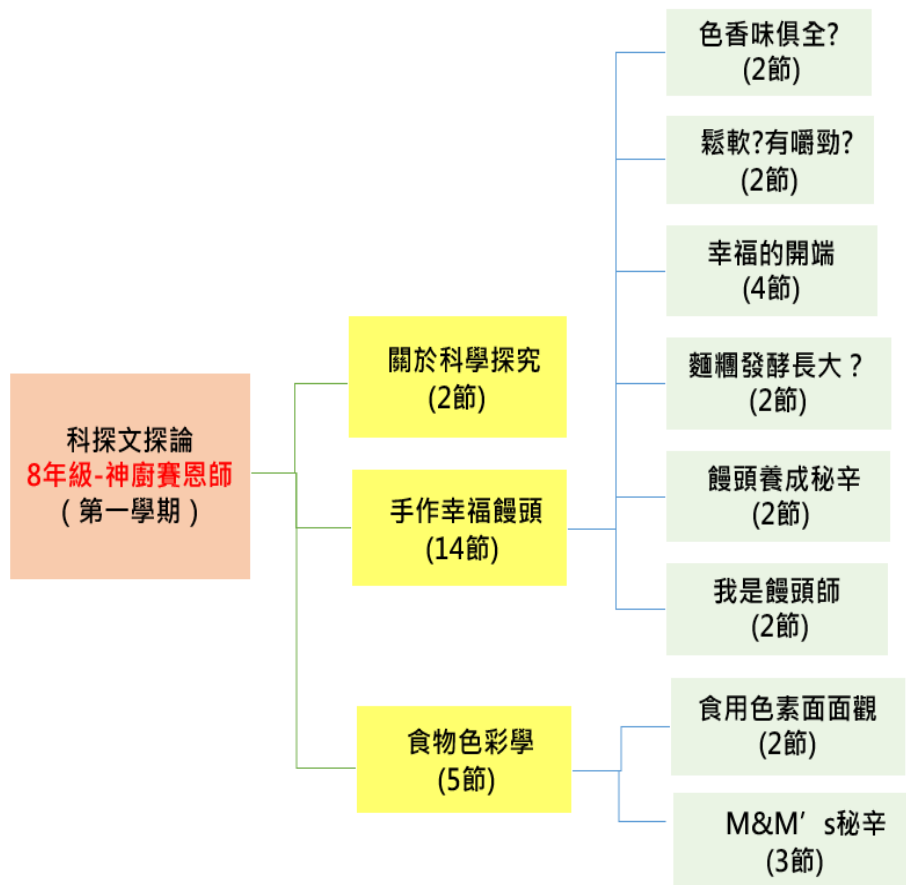 科探文探論
8年級-神廚賽恩師
(第一學期)
關於科學探究
(2節)
手作幸福饅頭
(14節)
食物色彩學
(5節)
色香味俱全?
(2節)
鬆軟?有嚼勁?
(2節)
幸福的開端
(4節)
麵糰發酵長大？
(2節)
饅頭養成秘辛
(2節)
我是饅頭師
(2節)
食用色素面面觀
(2節)
M&M’s秘辛
(3節)